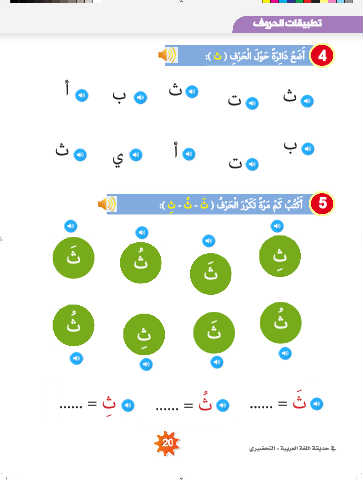 تطبيقات الحروف
4 أَضَعُ دَائِرَةً حَوْلَ الْحَرْفِ ( ث ) :
ث ت ث ب أ
ب ت أ ي ث
5 أَكْتُبُ كَمْ مَرَّةً تَكَرَّرَ الْحَرْفُ ( ثَ - ثُ - ثِ ) :
ثِ ثَ ثُ ثَ
ثُ ثَ ثِ ثُ
ثَ = ...... ثُ = ...... ثِ = ......
في حديقة اللغة العربية - التحضيري
20